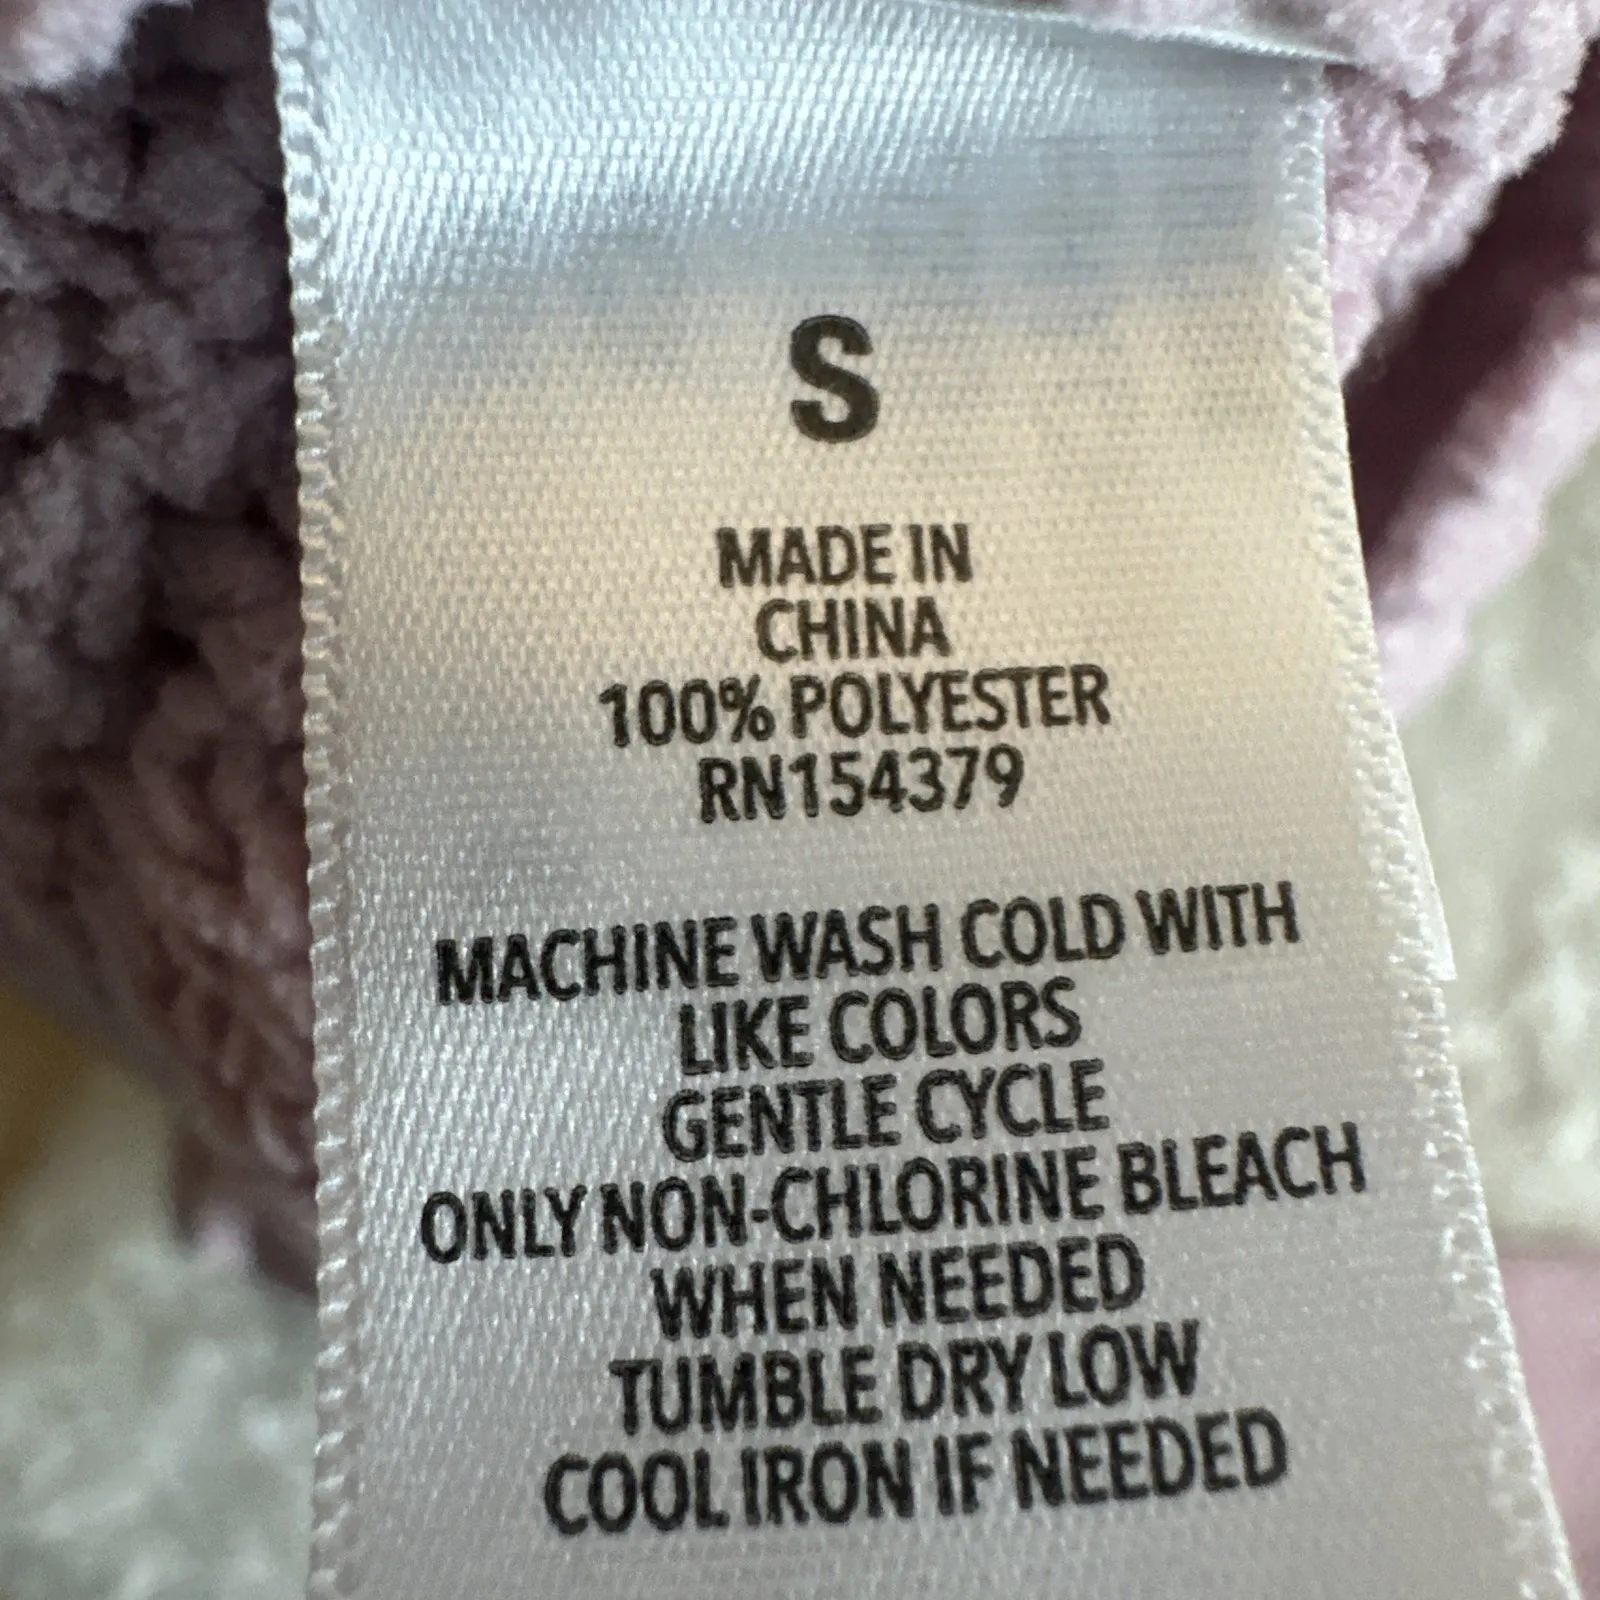 S
MADE IN
CHINA
100% POLYESTER
RN154379
MACHINE WASH COLD WITH
LIKE COLORS
GENTLE CYCLE
ONLY NON-CHLORINE BLEACH
WHEN NEEDED
TUMBLE DRY LOW
COOL IRON IF NEEDED